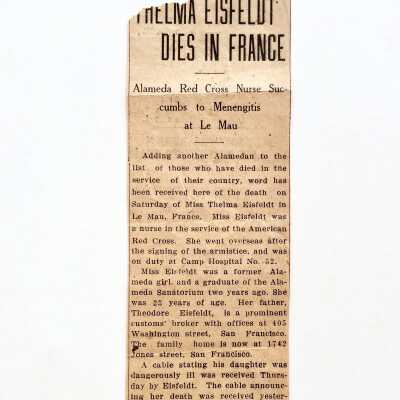 THELMA EISFELDT
DIES IN FRANCE
Alameda Red Cross Nurse Suc-
cumbs to Menengitis
at Le Mau
Adding another Alamedan to the
list of those who have died in the
service of their country, word has
been received here of the death on
Saturday of Miss Thelma Eisfeldt in
Le Mau, France. Miss Eisfeldt was
a nurse in the service of the American
Red Cross. She went overseas after
the signing of the armistice, and was
on duty at Camp Hospital No. 52.
Miss Eisfeldt was a former Ala-
meda girl, and a graduate of the Ala-
meda Sanatorium two years ago. She
was 25 years of age. Her father,
Theodore Eisfeldt, is a prominent
customs' broker with offices at 405
Washington street, San Francisco.
The family home is now at 1742
Jones street, San Francisco.
A cable stating his daughter was
dangerously ill was received Thurs-
day by Eisfeldt. The cable announc-
ing her death was received yester-